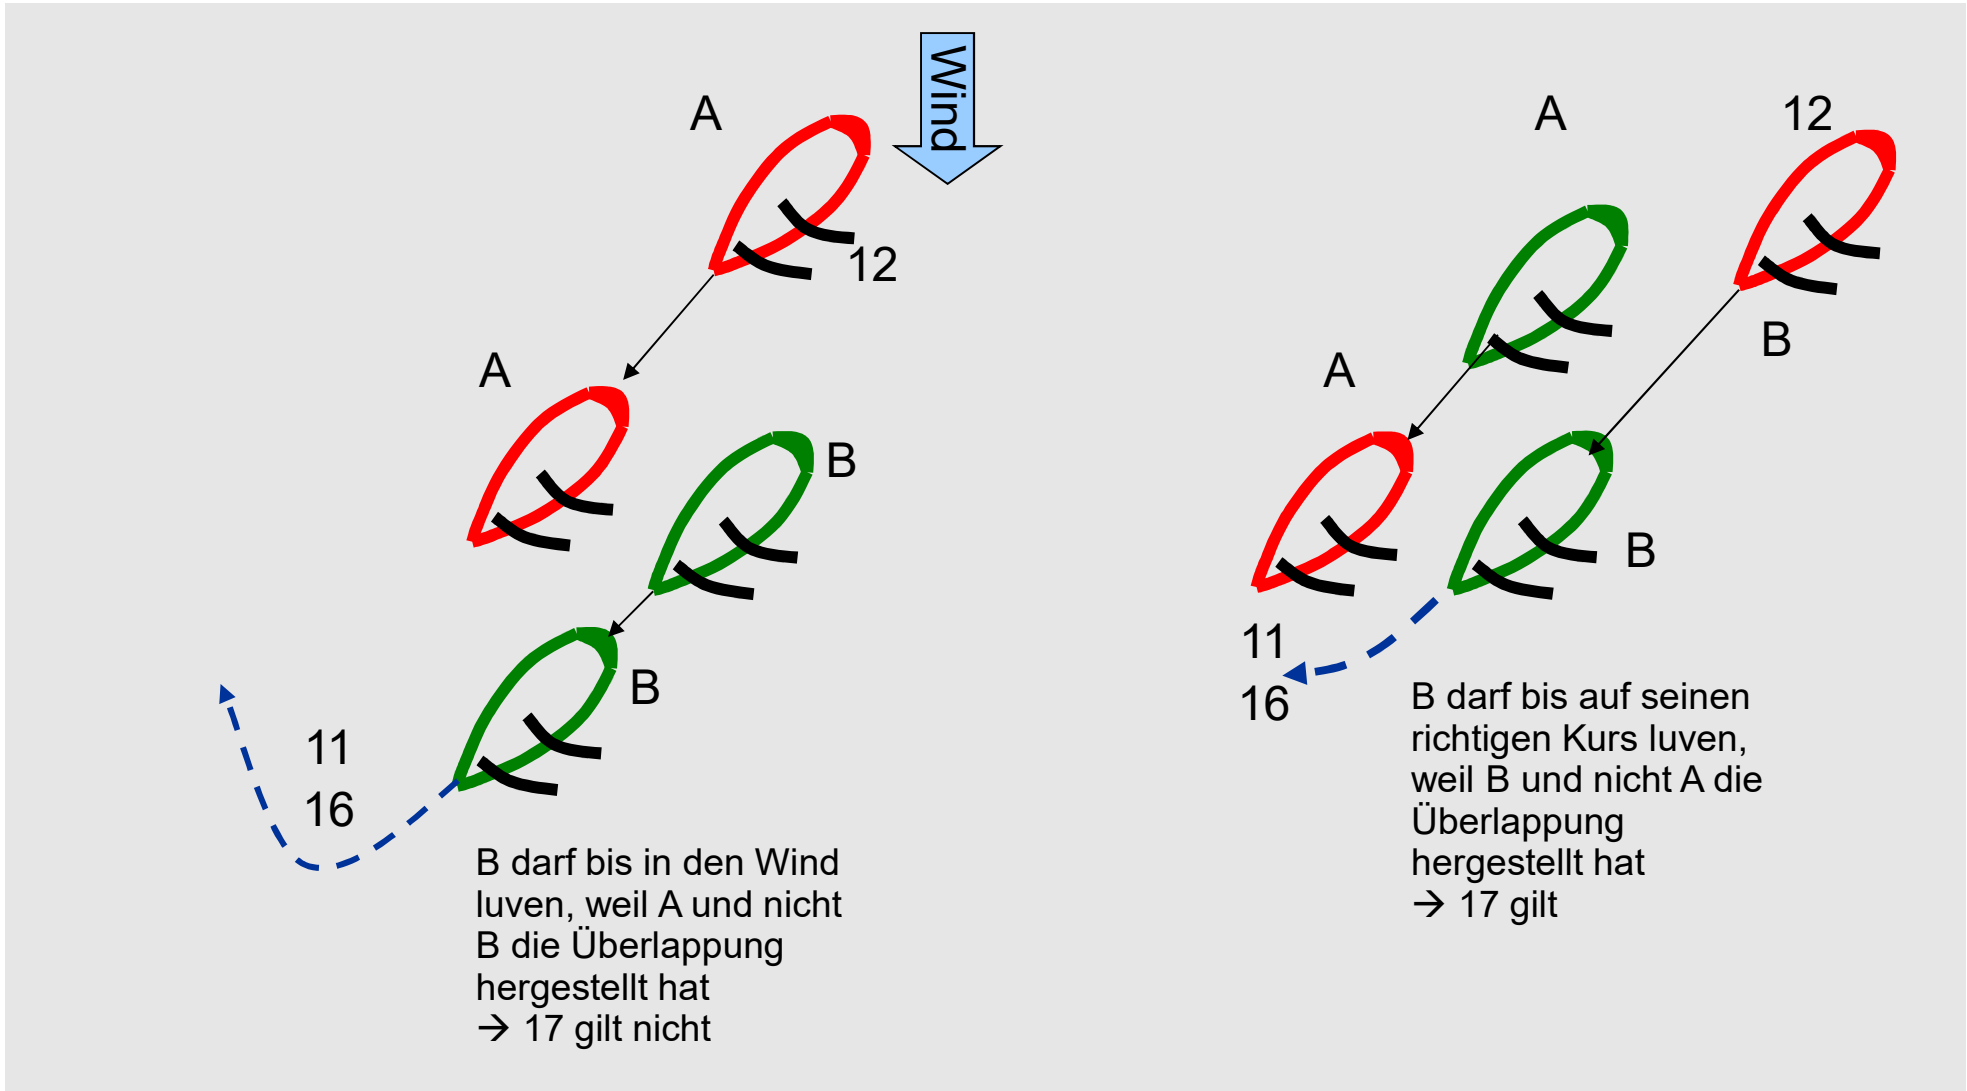 Wind
A
12
A
B
B
11
16
B darf bis in den Wind
luven, weil A und nicht
B die Überlappung
hergestellt hat
→ 17 gilt nicht
A
12
B
A
B
11
16
B darf bis auf seinen
richtigen Kurs luven,
weil B und nicht A die
Überlappung
hergestellt hat
→ 17 gilt